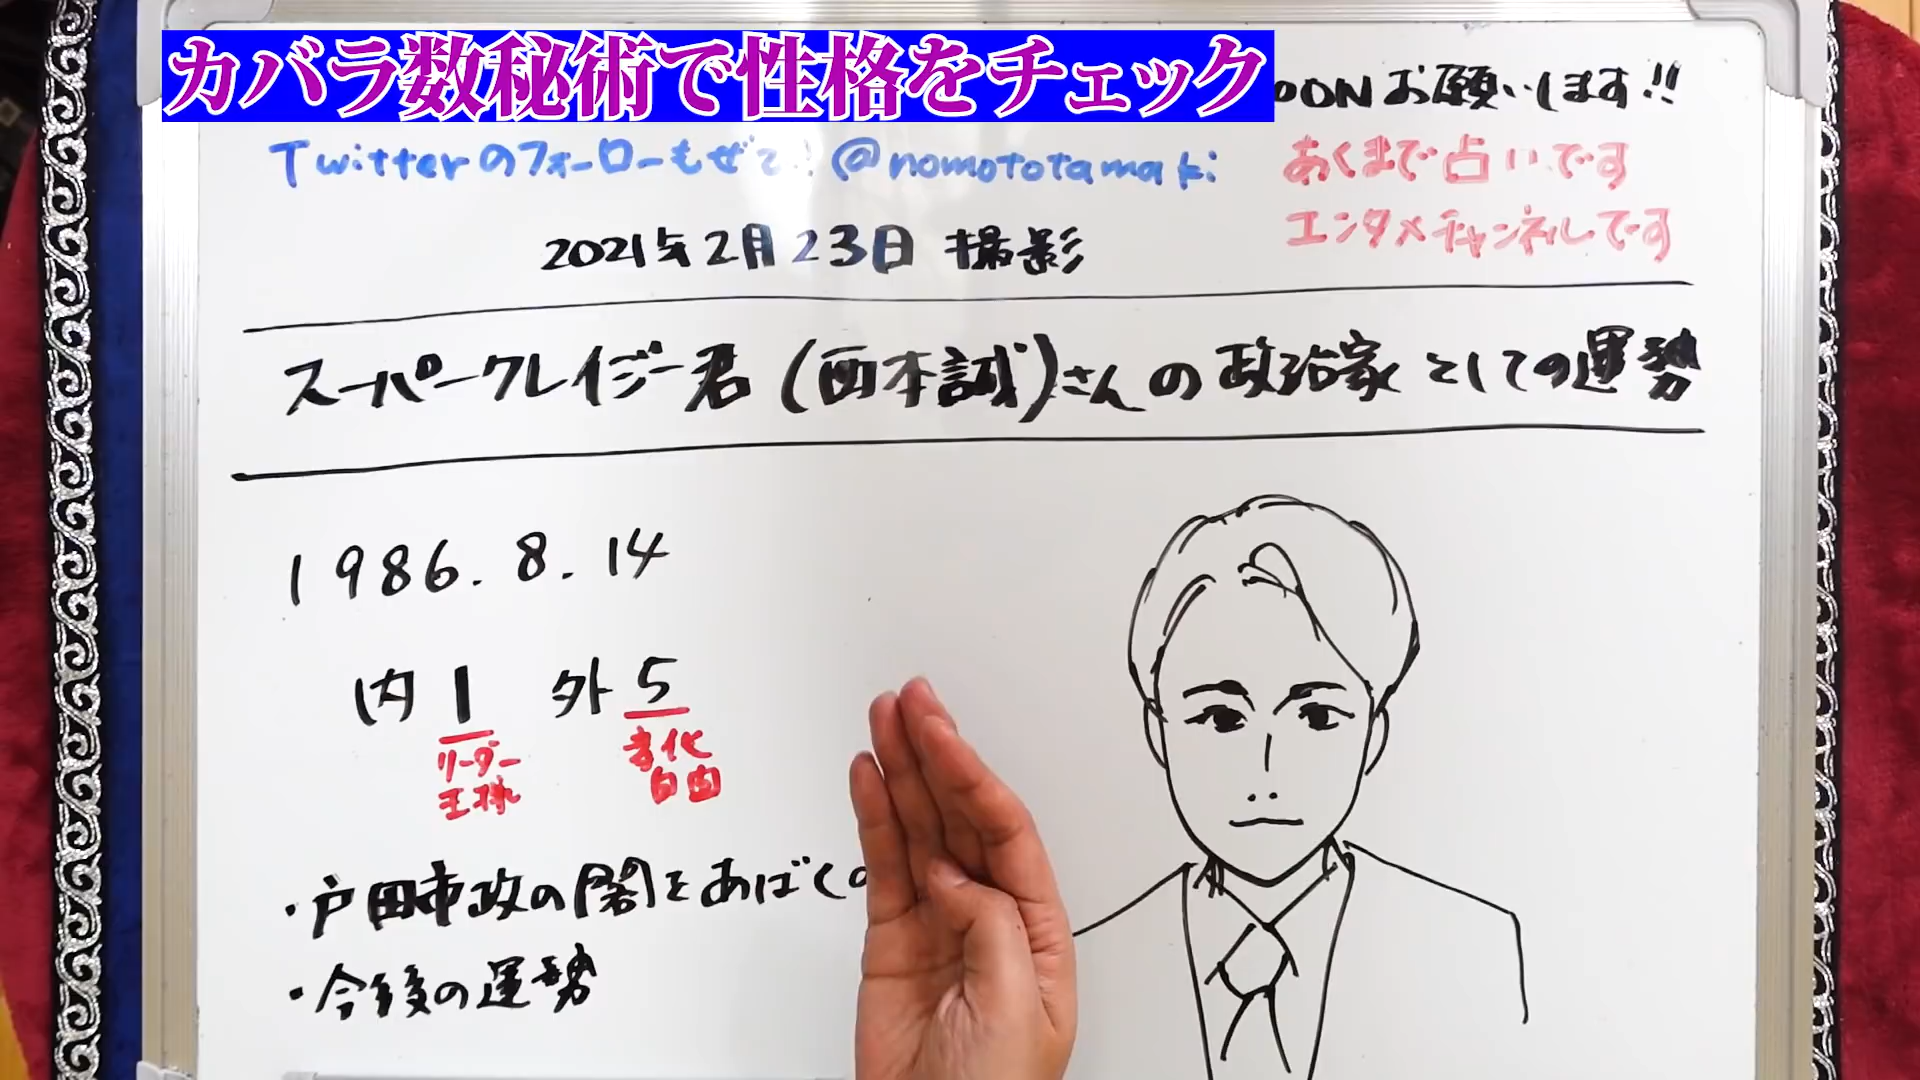 カバラ数秘術で性格をチェック
OONお願いします!!
Twitterのフォローもぜひ! @nomototamaki
あくまで占いです
エンタメチャンネルです
2021年2月23日 撮影
スーパークレイジー君(西本誠)さんの政治家としての運勢
1986.8.14
内 1 外 5
リーダー
王様
変化
自由
・戸田市政の闇をあばく
・今後の運勢